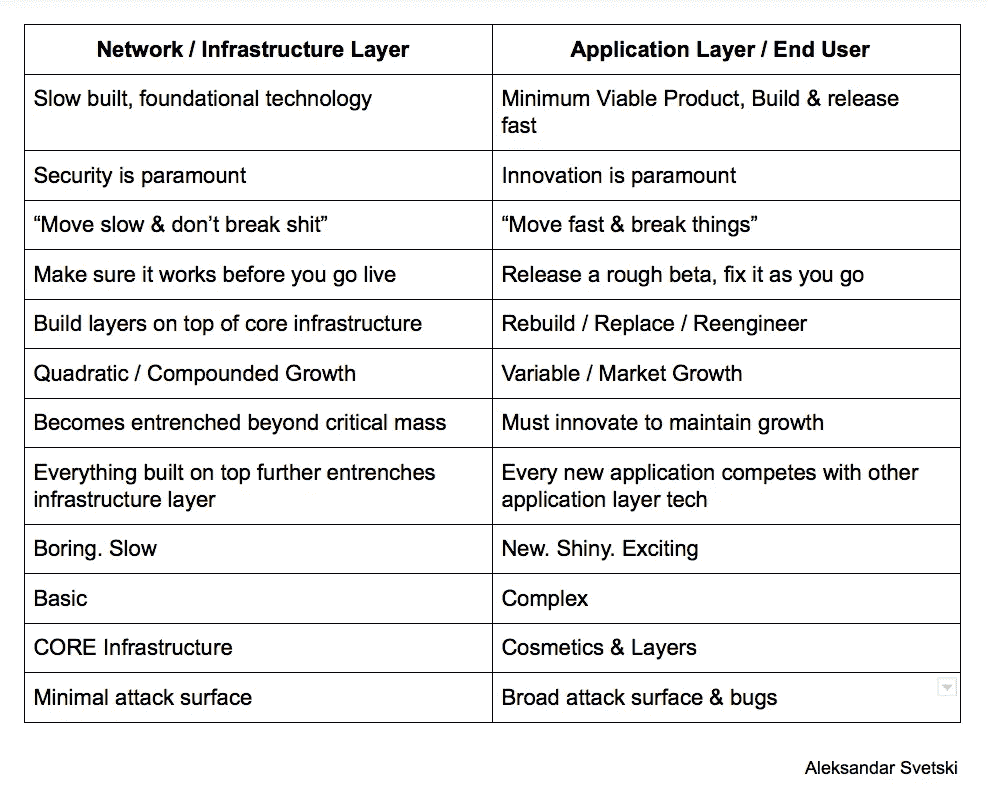 Network / Infrastructure Layer
Application Layer / End User
Slow built, foundational technology
Minimum Viable Product, Build & release
fast
Security is paramount
Innovation is paramount
“Move slow & don’t break shit”
“Move fast & break things”
Make sure it works before you go live
Release a rough beta, fix it as you go
Build layers on top of core infrastructure
Rebuild / Replace / Reengineer
Quadratic / Compounded Growth
Variable / Market Growth
Becomes entrenched beyond critical mass
Must innovate to maintain growth
Everything built on top further entrenches
infrastructure layer
Every new application competes with other
application layer tech
Boring. Slow
New. Shiny. Exciting
Basic
Complex
CORE Infrastructure
Cosmetics & Layers
Minimal attack surface
Broad attack surface & bugs
Aleksandar Svetski